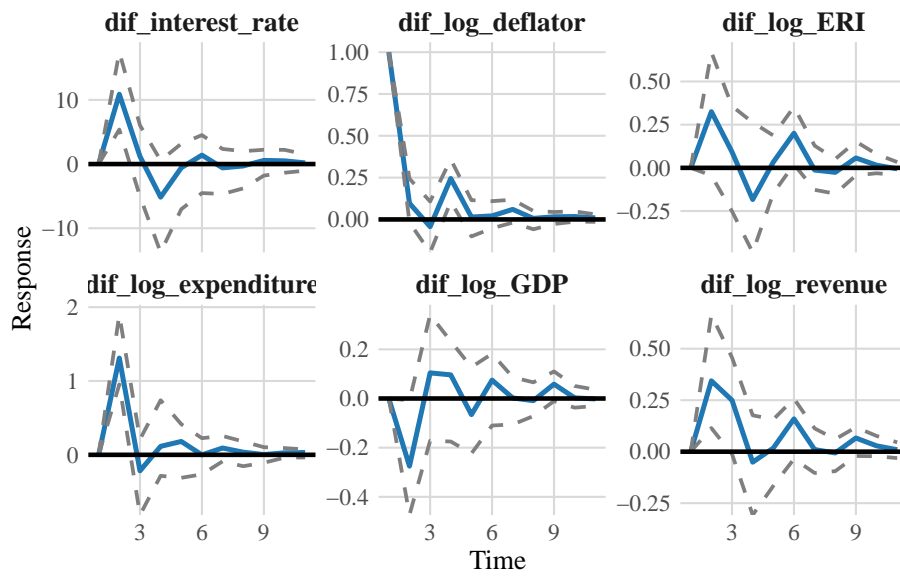 dif_interest_rate
dif_log_deflator
dif_log_ERI
10
0
−10
1.00
0.75
0.50
0.25
0.00
0.50
0.25
0.00
−0.25
Response
dif_log_expenditure
dif_log_GDP
dif_log_revenue
2
1
0
0.2
0.0
−0.2
−0.4
0.50
0.25
0.00
−0.25
3 6 9
3 6 9
3 6 9
Time